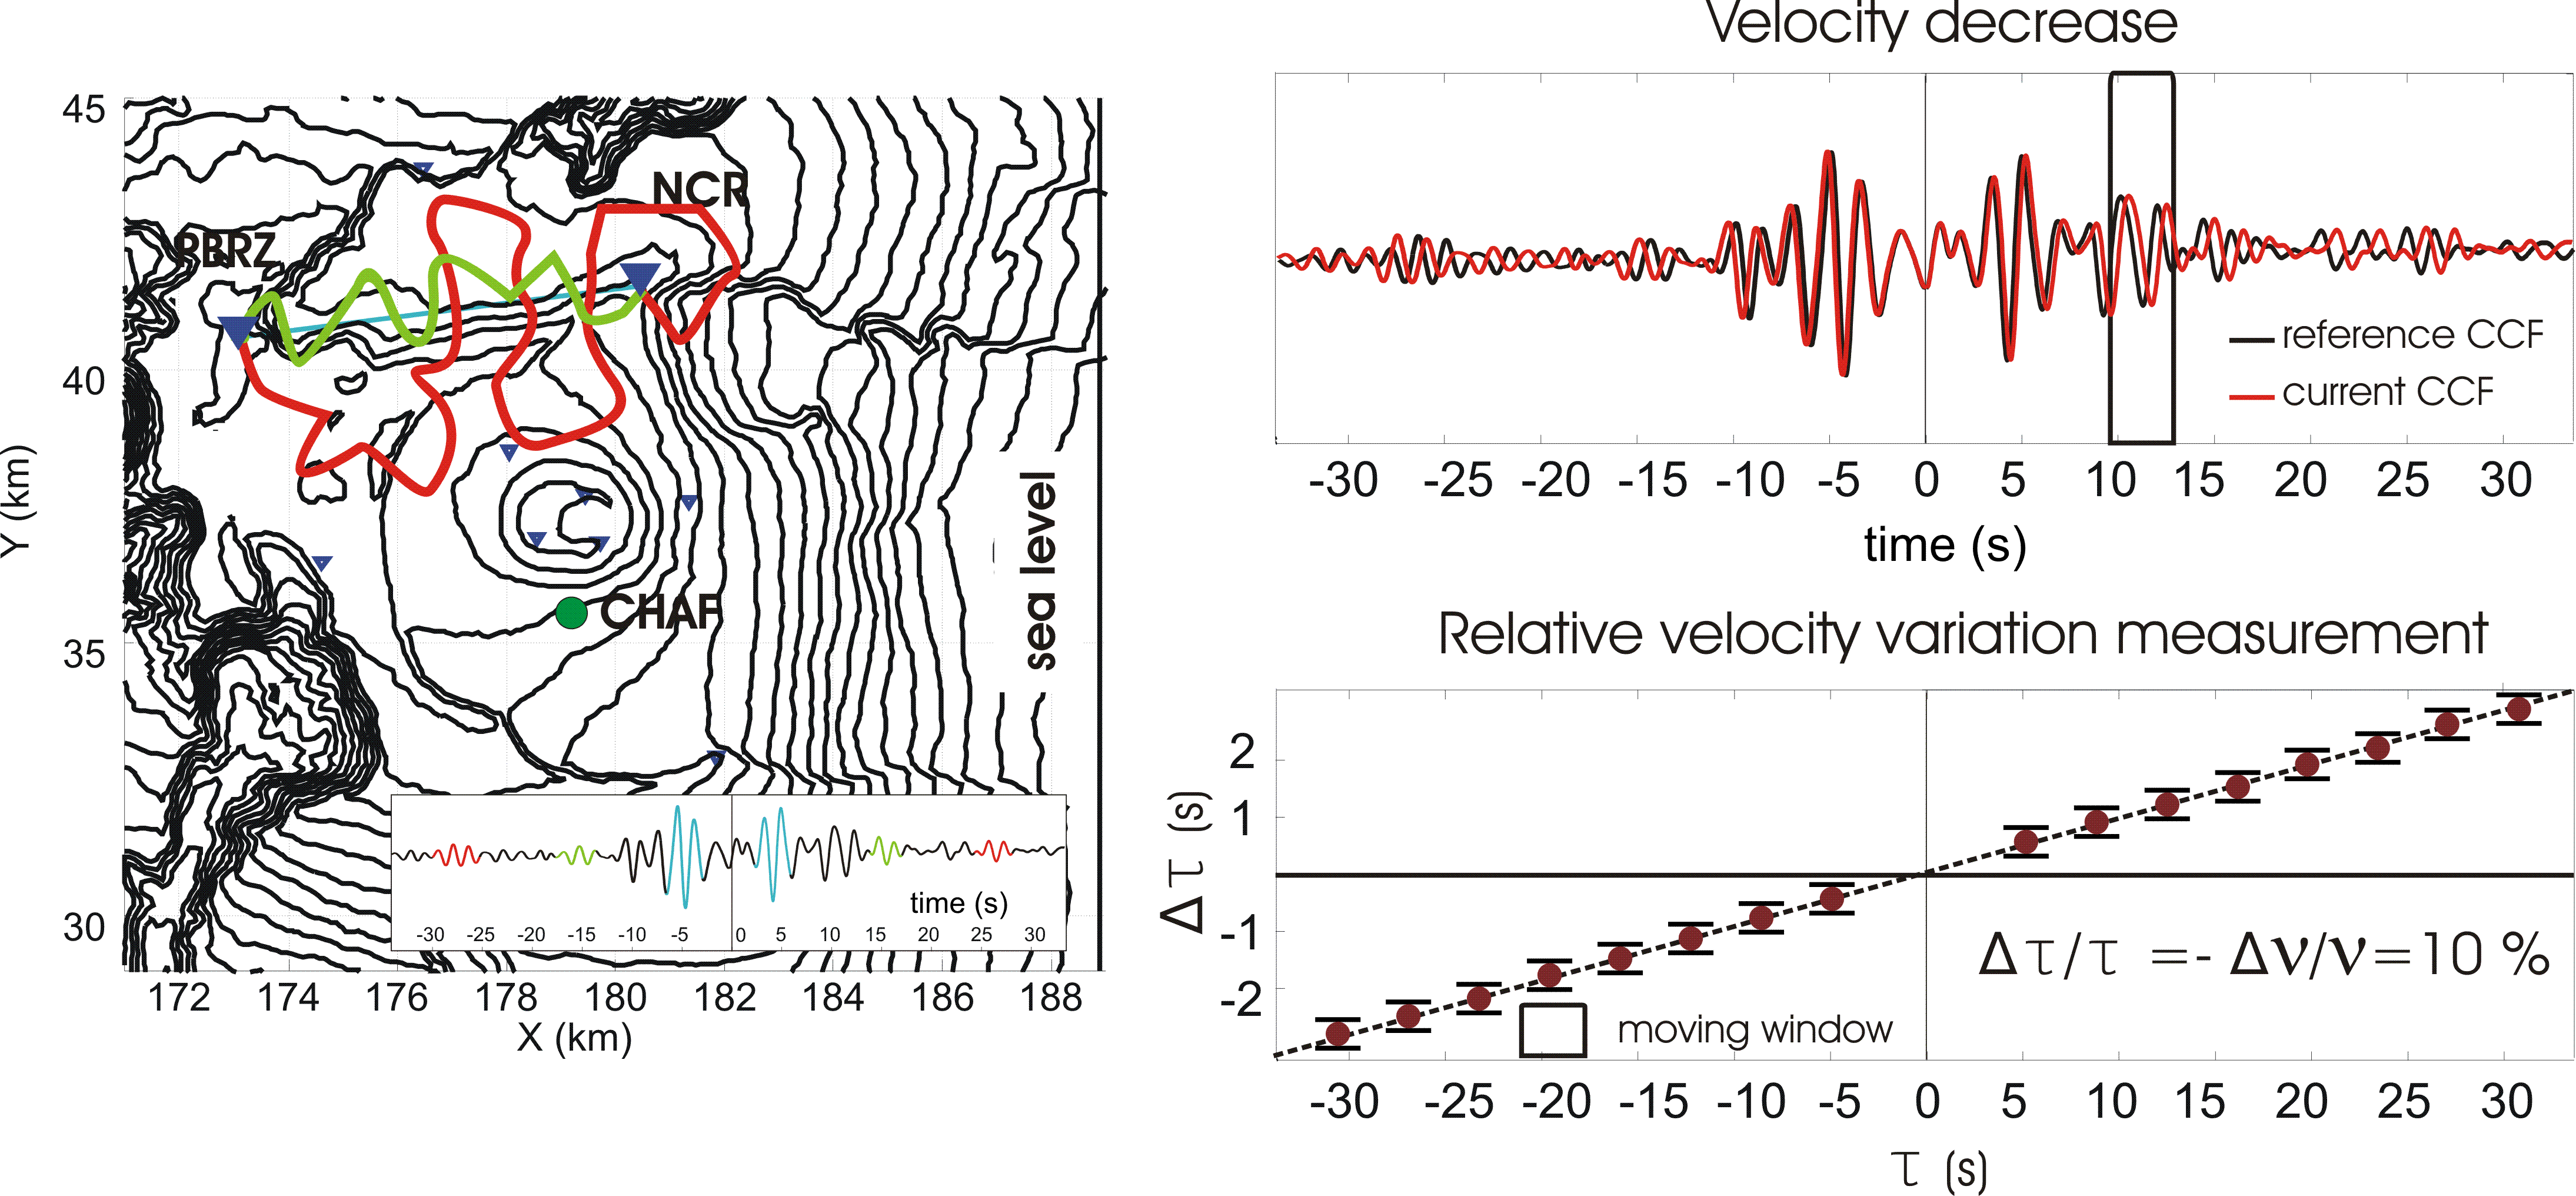 45
40
35
30
Y (km)
PBRZ
NCR
CHAF
sea level
time (s)
-30 -25 -20 -15 -10 -5 0 5 10 15 20 25 30
172 174 176 178 180 182 184 186 188
X (km)
Velocity decrease
reference CCF
current CCF
-30 -25 -20 -15 -10 -5 0 5 10 15 20 25 30
time (s)
Relative velocity variation measurement
2
1
-1
-2
Δτ (s)
Δτ/τ =- Δν/ν=10 %
moving window
-30 -25 -20 -15 -10 -5 0 5 10 15 20 25 30
τ (s)